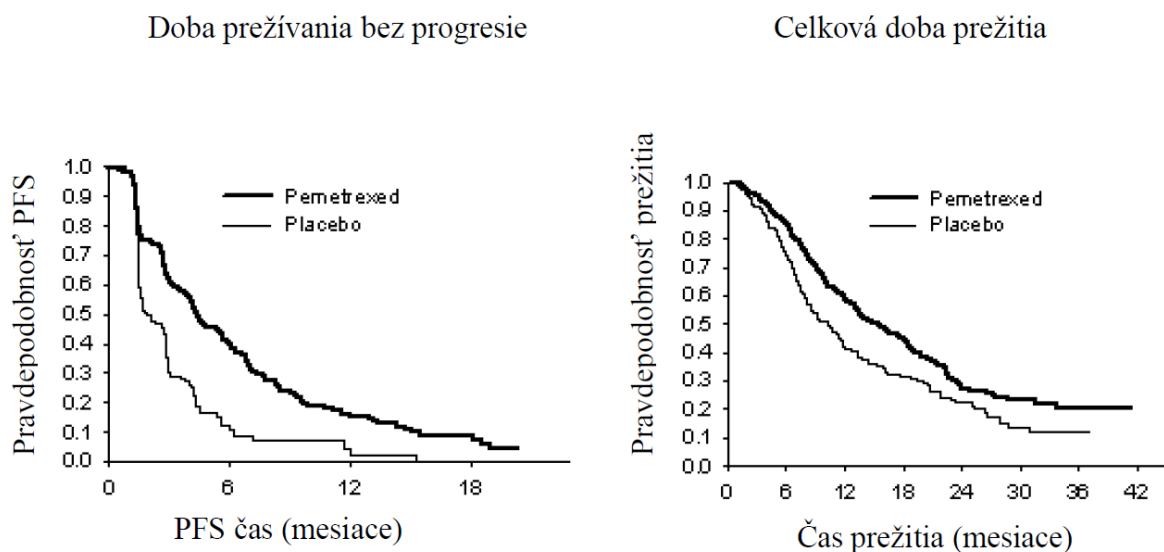 Doba prežívania bez progresie
Celková doba prežitia
Pravdepodobnosť PFS
1.0
0.9
0.8
0.7
0.6
0.5
0.4
0.3
0.2
0.1
0.0
Pemetrexed
Placebo
0 6 12 18
PFS čas (mesiace)
Pravdepodobnosť prežitia
1.0
0.9
0.8
0.7
0.6
0.5
0.4
0.3
0.2
0.1
0.0
Pemetrexed
Placebo
0 6 12 18 24 30 36 42
Čas prežitia (mesiace)